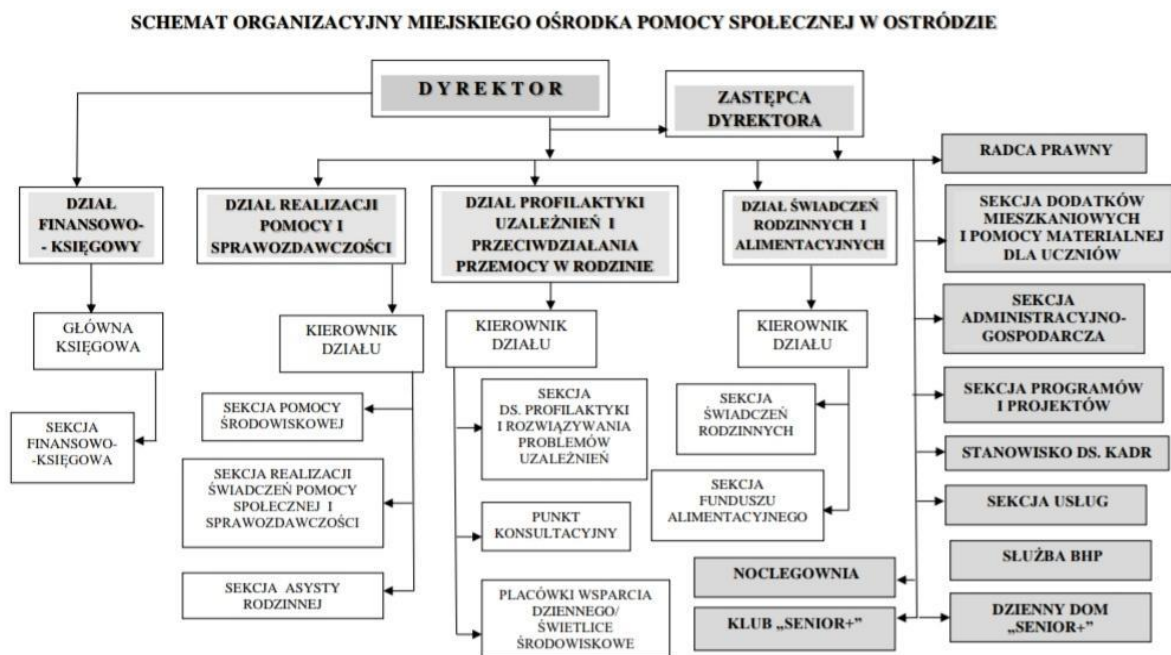 SCHEMAT ORGANIZACYJNY MIEJSKIEGO OŚRODKA POMOCY SPOŁECZNEJ W OSTRÓDZIE
D Y R E K T O R
ZASTĘPCA
DYREKTORA
DZIAŁ
FINANSOWO-
- KSIĘGOWY
DZIAŁ REALIZACJI
POMOCY I
SPRAWOZDAWCZOŚCI
DZIAŁ PROFILAKTYKI
UZALEŻNIEŃ I
PRZECIWDZIAŁANIA
PRZEMOCY W RODZINIE
DZIAŁ ŚWIADCZEŃ
RODZINNYCH I
ALIMENTACYJNYCH
GŁÓWNA
KSIĘGOWA
SEKCJA
FINANSOWO-
-KSIĘGOWA
KIEROWNIK
DZIAŁU
SEKCJA POMOCY
ŚRODOWISKOWEJ
SEKCJA REALIZACJI
ŚWIADCZEŃ POMOCY
SPOŁECZNEJ I
SPRAWOZDAWCZOŚCI
SEKCJA ASYSTY
RODZINNEJ
KIEROWNIK
DZIAŁU
SEKCJA
DS. PROFILAKTYKI
I ROZWIĄZYWANIA
PROBLEMÓW
UZALEŻNIEŃ
PUNKT
KONSULTACYJNY
PLACÓWKI WSPARCIA
DZIENNEGO/
ŚWIETLICE
ŚRODOWISKOWE
KIEROWNIK
DZIAŁU
SEKCJA
ŚWIADCZEŃ
RODZINNYCH
SEKCJA
FUNDUSZU
ALIMENTACYJNEGO
NOCLEGOWNIA
KLUB „SENIOR+”
RADCA PRAWNY
SEKCJA DODATKÓW
MIESZKANIOWYCH
I POMOCY MATERIALNEJ
DLA UCZNIÓW
SEKCJA
ADMINISTRACYJNO-
GOSPODARCZA
SEKCJA PROGRAMÓW
I PROJEKTÓW
STANOWISKO DS. KADR
SEKCJA USŁUG
SŁUŻBA BHP
DZIENNY DOM
„SENIOR+”